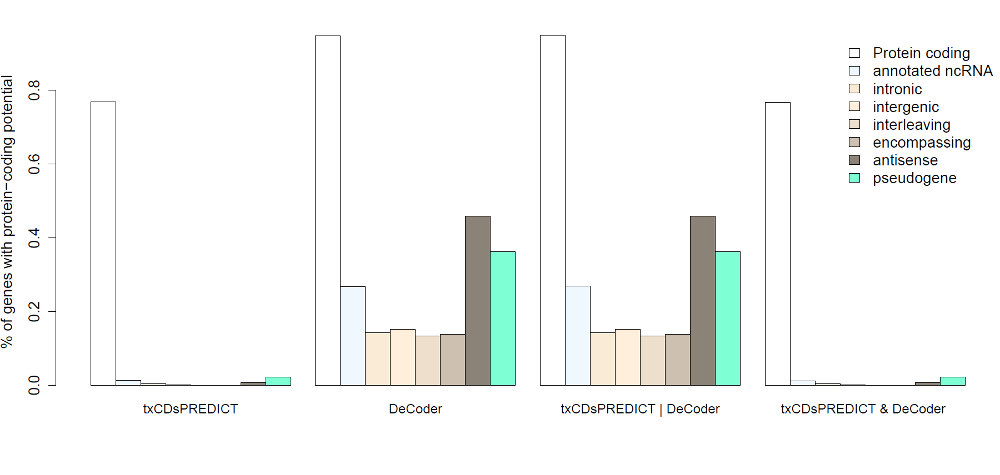 % of genes with protein−coding potential
0.8
0.6
0.4
0.2
0.0
Protein coding
annotated ncRNA
intronic
intergenic
interleaving
encompassing
antisense
pseudogene
txCDsPREDICT
DeCoder
txCDsPREDICT | DeCoder
txCDsPREDICT & DeCoder